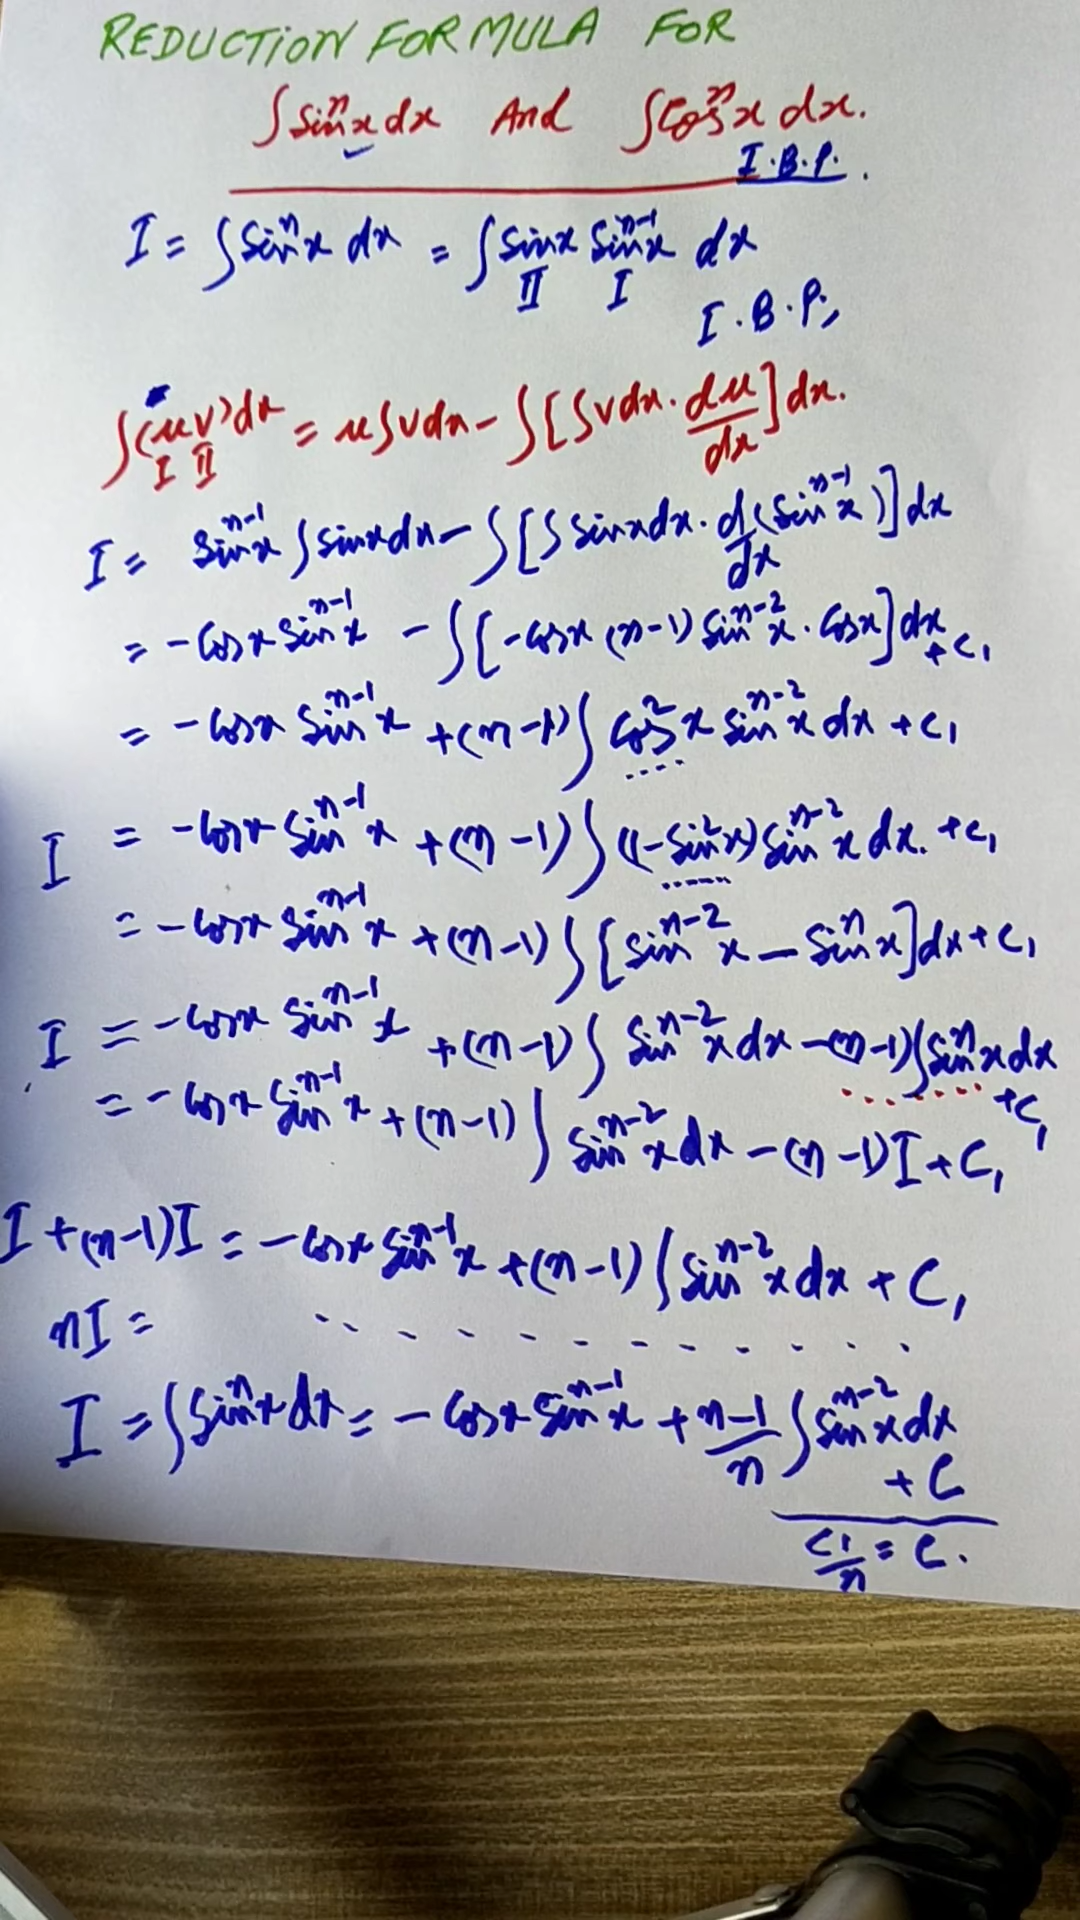 REDUCTION FORMULA FOR
∫sinⁿx dx And ∫cosⁿx dx.
I.B.P.
I = ∫sinⁿx dx = ∫sinx sinⁿ⁻¹x dx
II I
I.B.P.,
∫(uv)dx = u∫vdx - ∫[∫vdx. du/dx]dx.
I II
I = sinⁿ⁻¹x ∫sinxdx - ∫[∫sinxdx. d/dx(sinⁿ⁻¹x)]dx
= -cosx sinⁿ⁻¹x - ∫[-cosx (n-1) sinⁿ⁻²x . cosx]dx + c₁
= -cosx sinⁿ⁻¹x + (n-1)∫cos²x sinⁿ⁻²x dx + c₁
I = -cosx sinⁿ⁻¹x + (n-1)∫(1-sin²x) sinⁿ⁻²x dx. + c₁
= -cosx sinⁿ⁻¹x + (n-1)∫[sinⁿ⁻²x - sinⁿx]dx + c₁
I = -cosx sinⁿ⁻¹x + (n-1)∫sinⁿ⁻²x dx - (n-1)∫sinⁿx dx + c₁
= -cosx sinⁿ⁻¹x + (n-1)∫sinⁿ⁻²x dx - (n-1)I + C₁
I + (n-1)I = -cosx sinⁿ⁻¹x + (n-1)∫sinⁿ⁻²x dx + C₁
nI = . . . . . . . . . . . .
I = ∫sinⁿx dx = -cosx sinⁿ⁻¹x + n-1/n ∫sinⁿ⁻²x dx + C
c₁/n = C.